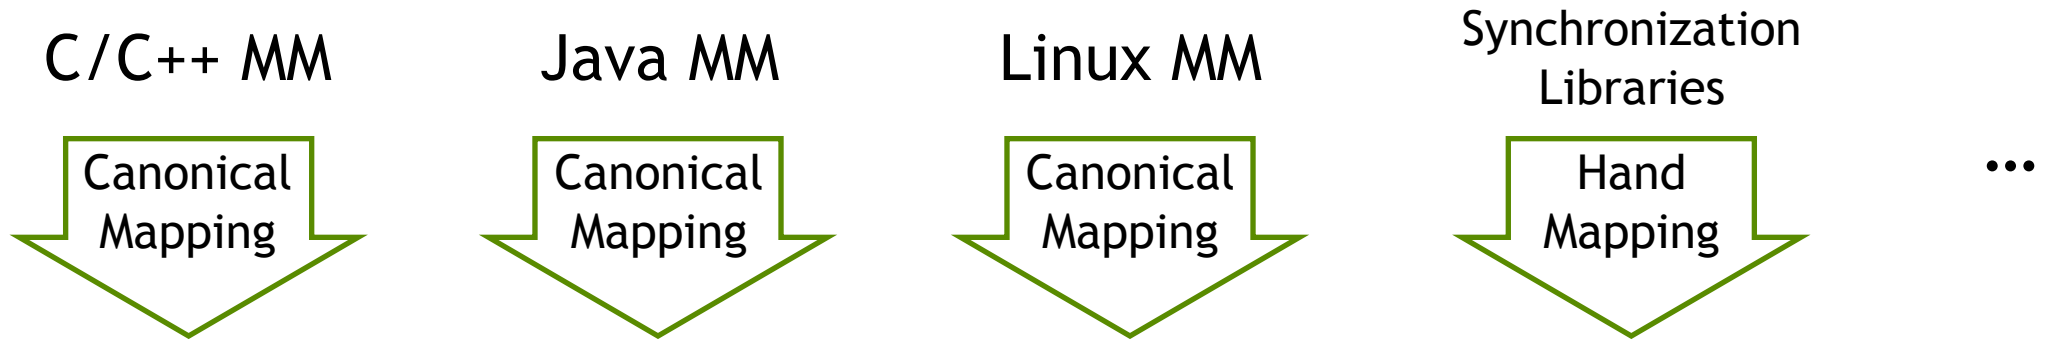 C/C++ MM
Java MM
Linux MM
Synchronization
Libraries
Canonical
Mapping
Canonical
Mapping
Canonical
Mapping
Hand
Mapping
...